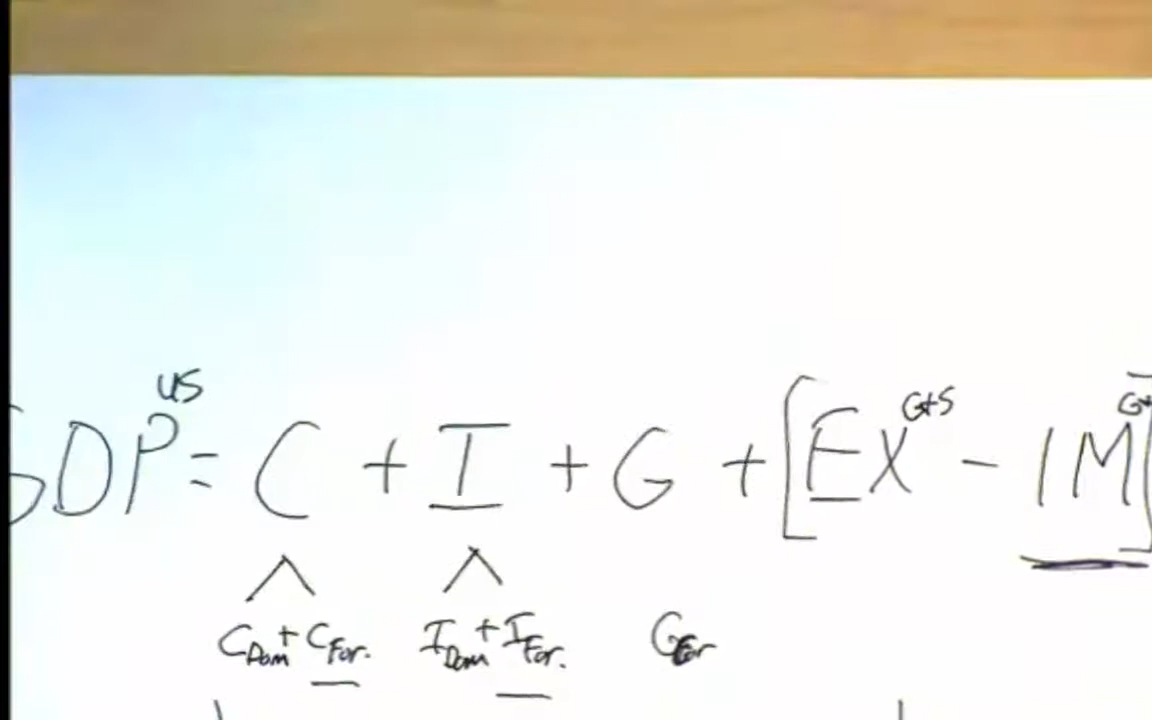 GDP^US = C + I + G + [EX^G+S - IM^G+]
C_Dom + C_For. I_Dom + I_For. G_For